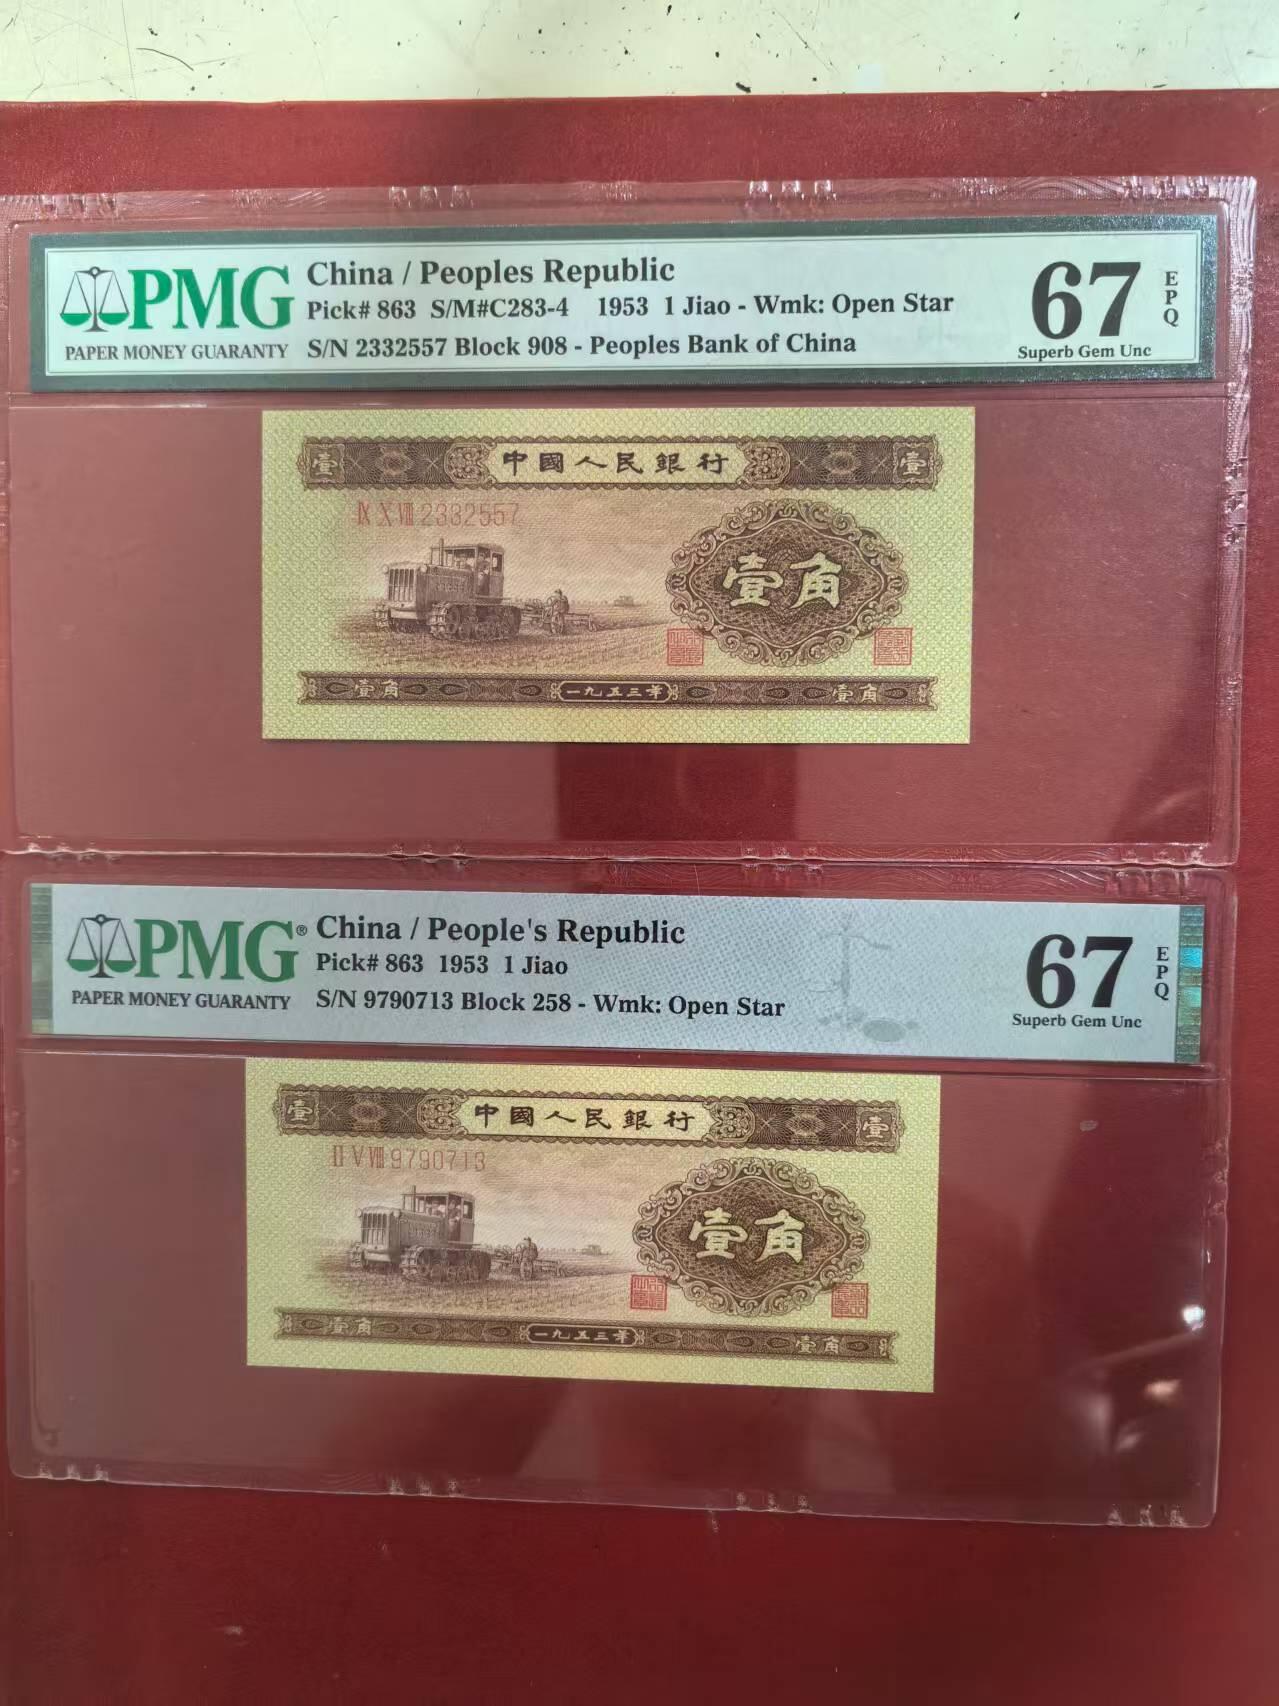 PMG
PAPER MONEY GUARANTY
China / Peoples Republic
Pick# 863 S/M#C283-4 1953 1 Jiao - Wmk: Open Star
S/N 2332557 Block 908 - Peoples Bank of China
67
EPQ
Superb Gem Unc
壹 中國人民銀行 壹
IX X VIII 2332557
壹角
壹角 一九五三年 壹角
PMG®
PAPER MONEY GUARANTY
China / People's Republic
Pick# 863 1953 1 Jiao
S/N 9790713 Block 258 - Wmk: Open Star
67
EPQ
Superb Gem Unc
壹 中國人民銀行 壹
II V VIII 9790713
壹角
壹角 一九五三年 壹角